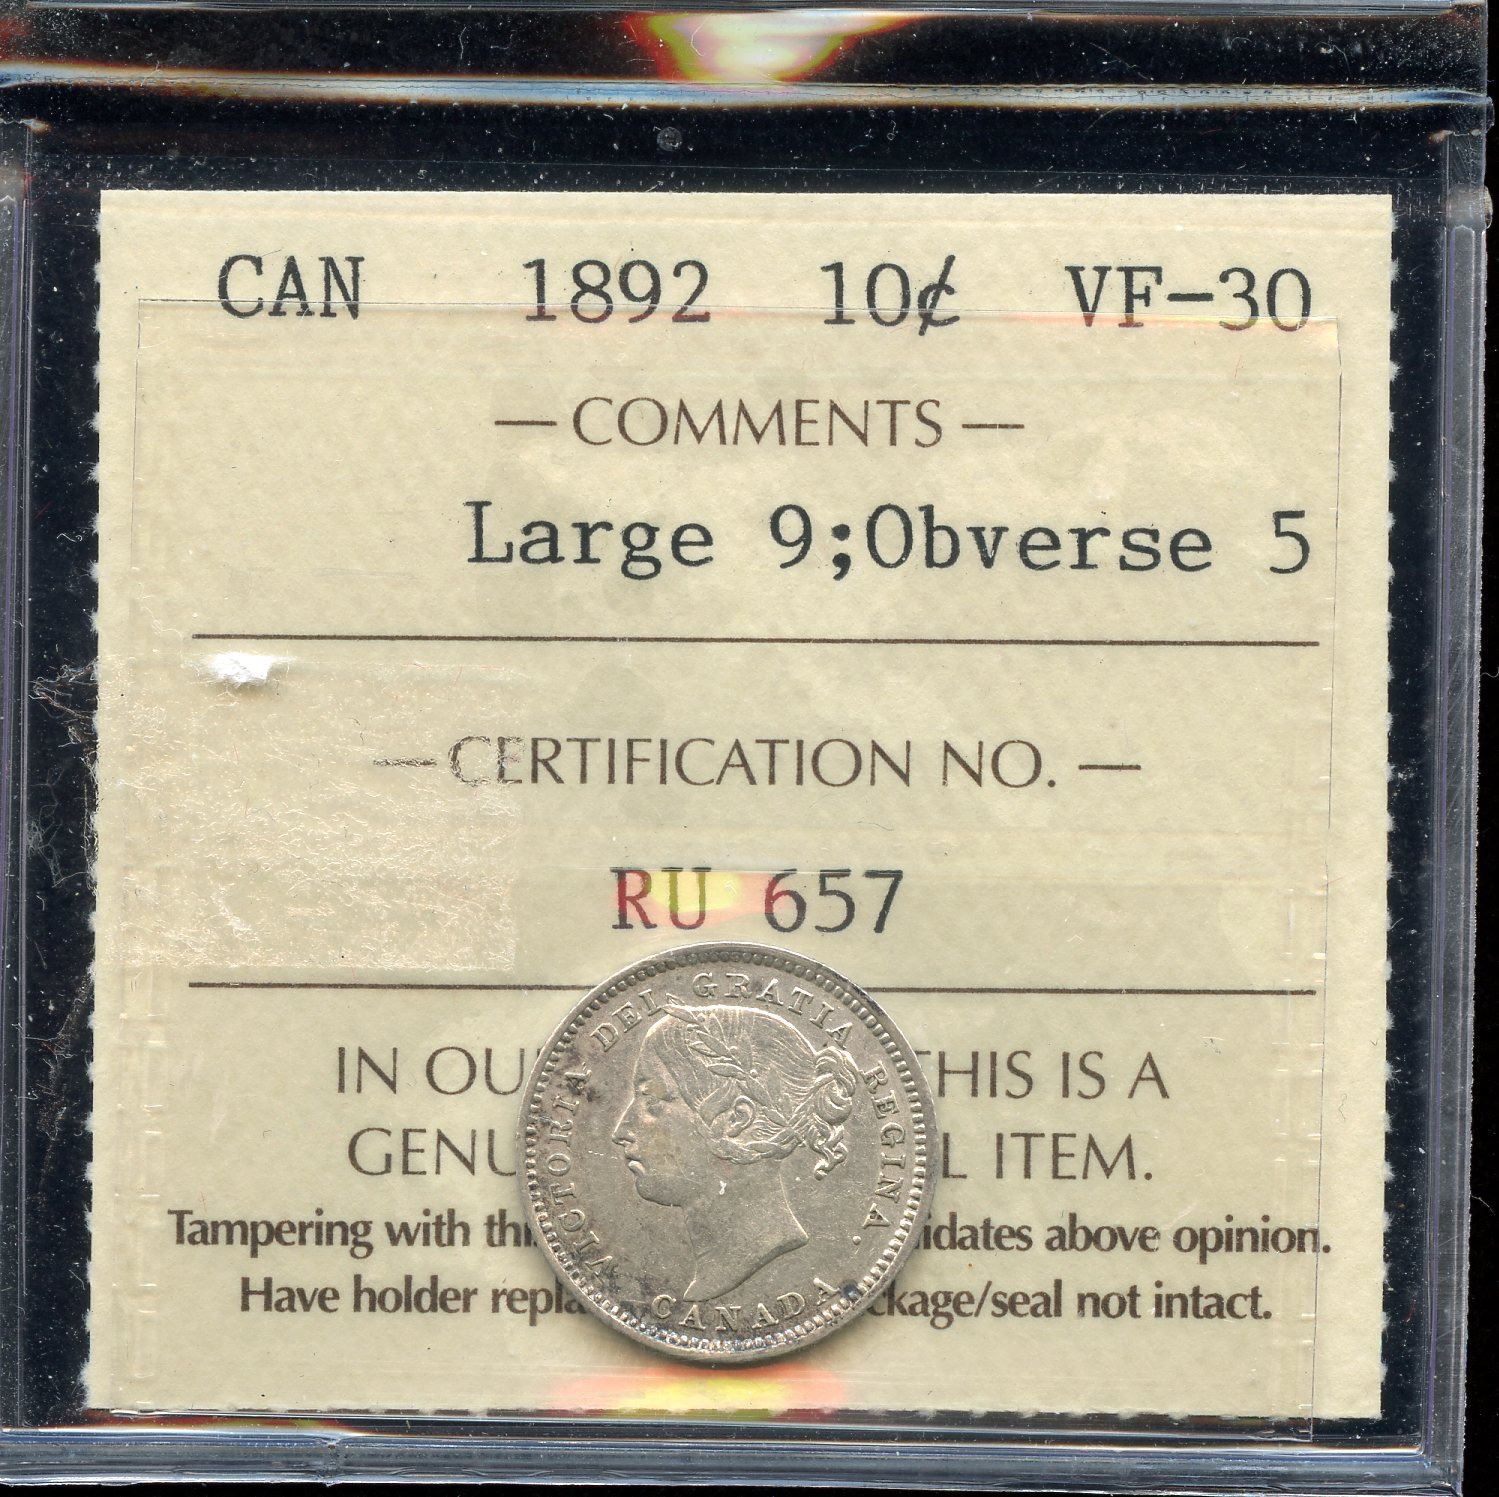 CAN 1892 10¢ VF-30
— COMMENTS —
Large 9;Obverse 5
— CERTIFICATION NO. —
RU 657
VICTORIA DEI GRATIA REGINA.
CANADA
IN OU THIS IS A
GENU L ITEM.
Tampering with thi idates above opinion.
Have holder repla ckage/seal not intact.